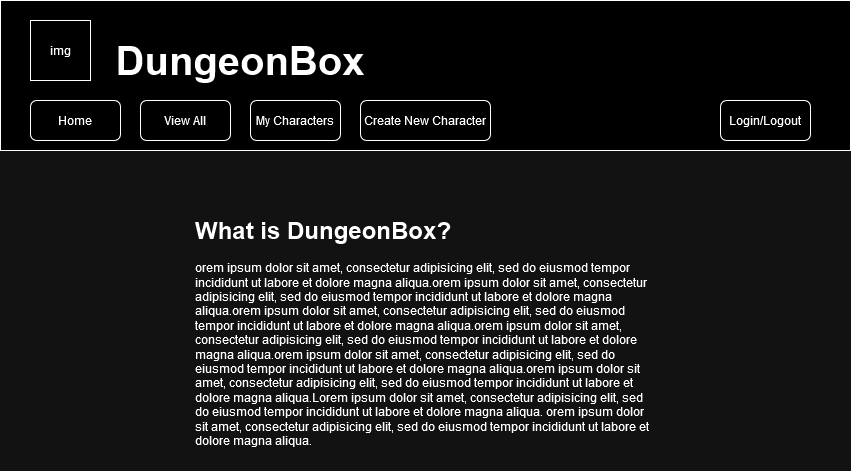 img
DungeonBox
Home
View All
My Characters
Create New Character
Login/Logout
What is DungeonBox?
orem ipsum dolor sit amet, consectetur adipisicing elit, sed do eiusmod tempor
incididunt ut labore et dolore magna aliqua.orem ipsum dolor sit amet, consectetur
adipisicing elit, sed do eiusmod tempor incididunt ut labore et dolore magna
aliqua.orem ipsum dolor sit amet, consectetur adipisicing elit, sed do eiusmod
tempor incididunt ut labore et dolore magna aliqua.orem ipsum dolor sit amet,
consectetur adipisicing elit, sed do eiusmod tempor incididunt ut labore et dolore
magna aliqua.orem ipsum dolor sit amet, consectetur adipisicing elit, sed do
eiusmod tempor incididunt ut labore et dolore magna aliqua.orem ipsum dolor sit
amet, consectetur adipisicing elit, sed do eiusmod tempor incididunt ut labore et
dolore magna aliqua.Lorem ipsum dolor sit amet, consectetur adipisicing elit, sed
do eiusmod tempor incididunt ut labore et dolore magna aliqua. orem ipsum dolor
sit amet, consectetur adipisicing elit, sed do eiusmod tempor incididunt ut labore et
dolore magna aliqua.